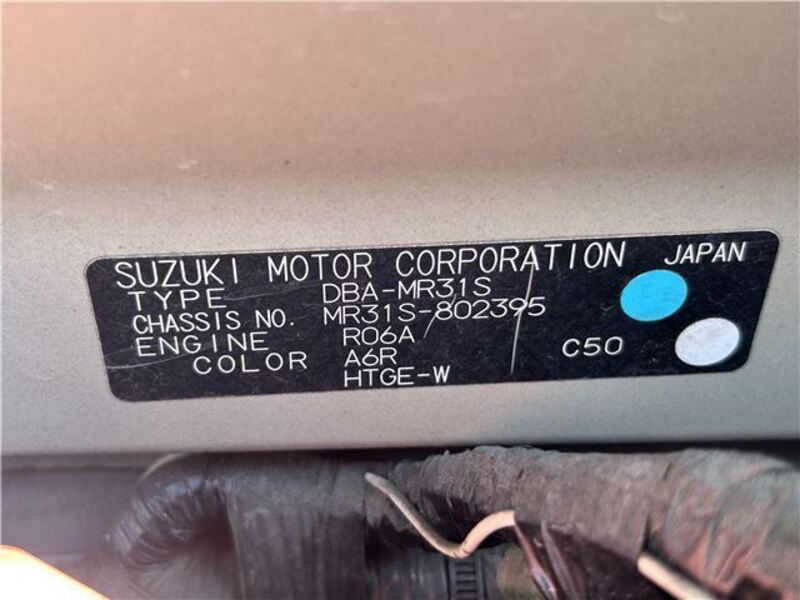 SUZUKI MOTOR CORPORATION JAPAN
TYPE DBA-MR31S
CHASSIS NO. MR31S-802395
ENGINE R06A
COLOR A6R C50
HTGE-W